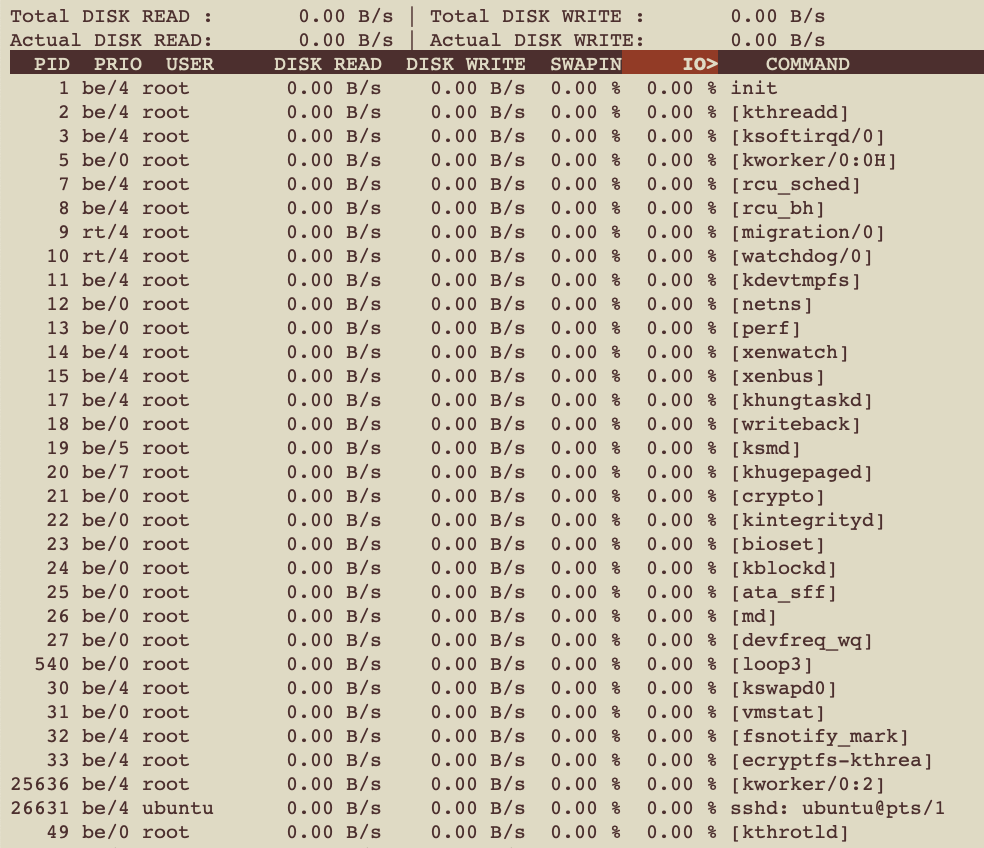 Total DISK READ :       0.00 B/s | Total DISK WRITE :       0.00 B/s
Actual DISK READ:       0.00 B/s | Actual DISK WRITE:       0.00 B/s
  PID  PRIO  USER     DISK READ  DISK WRITE  SWAPIN     IO>    COMMAND
    1 be/4 root        0.00 B/s    0.00 B/s  0.00 %  0.00 % init
    2 be/4 root        0.00 B/s    0.00 B/s  0.00 %  0.00 % [kthreadd]
    3 be/4 root        0.00 B/s    0.00 B/s  0.00 %  0.00 % [ksoftirqd/0]
    5 be/0 root        0.00 B/s    0.00 B/s  0.00 %  0.00 % [kworker/0:0H]
    7 be/4 root        0.00 B/s    0.00 B/s  0.00 %  0.00 % [rcu_sched]
    8 be/4 root        0.00 B/s    0.00 B/s  0.00 %  0.00 % [rcu_bh]
    9 rt/4 root        0.00 B/s    0.00 B/s  0.00 %  0.00 % [migration/0]
   10 rt/4 root        0.00 B/s    0.00 B/s  0.00 %  0.00 % [watchdog/0]
   11 be/4 root        0.00 B/s    0.00 B/s  0.00 %  0.00 % [kdevtmpfs]
   12 be/0 root        0.00 B/s    0.00 B/s  0.00 %  0.00 % [netns]
   13 be/0 root        0.00 B/s    0.00 B/s  0.00 %  0.00 % [perf]
   14 be/4 root        0.00 B/s    0.00 B/s  0.00 %  0.00 % [xenwatch]
   15 be/4 root        0.00 B/s    0.00 B/s  0.00 %  0.00 % [xenbus]
   17 be/4 root        0.00 B/s    0.00 B/s  0.00 %  0.00 % [khungtaskd]
   18 be/0 root        0.00 B/s    0.00 B/s  0.00 %  0.00 % [writeback]
   19 be/5 root        0.00 B/s    0.00 B/s  0.00 %  0.00 % [ksmd]
   20 be/7 root        0.00 B/s    0.00 B/s  0.00 %  0.00 % [khugepaged]
   21 be/0 root        0.00 B/s    0.00 B/s  0.00 %  0.00 % [crypto]
   22 be/0 root        0.00 B/s    0.00 B/s  0.00 %  0.00 % [kintegrityd]
   23 be/0 root        0.00 B/s    0.00 B/s  0.00 %  0.00 % [bioset]
   24 be/0 root        0.00 B/s    0.00 B/s  0.00 %  0.00 % [kblockd]
   25 be/0 root        0.00 B/s    0.00 B/s  0.00 %  0.00 % [ata_sff]
   26 be/0 root        0.00 B/s    0.00 B/s  0.00 %  0.00 % [md]
   27 be/0 root        0.00 B/s    0.00 B/s  0.00 %  0.00 % [devfreq_wq]
  540 be/0 root        0.00 B/s    0.00 B/s  0.00 %  0.00 % [loop3]
   30 be/4 root        0.00 B/s    0.00 B/s  0.00 %  0.00 % [kswapd0]
   31 be/0 root        0.00 B/s    0.00 B/s  0.00 %  0.00 % [vmstat]
   32 be/4 root        0.00 B/s    0.00 B/s  0.00 %  0.00 % [fsnotify_mark]
   33 be/4 root        0.00 B/s    0.00 B/s  0.00 %  0.00 % [ecryptfs-kthrea]
25636 be/4 root        0.00 B/s    0.00 B/s  0.00 %  0.00 % [kworker/0:2]
26631 be/4 ubuntu      0.00 B/s    0.00 B/s  0.00 %  0.00 % sshd: ubuntu@pts/1
   49 be/0 root        0.00 B/s    0.00 B/s  0.00 %  0.00 % [kthrotld]